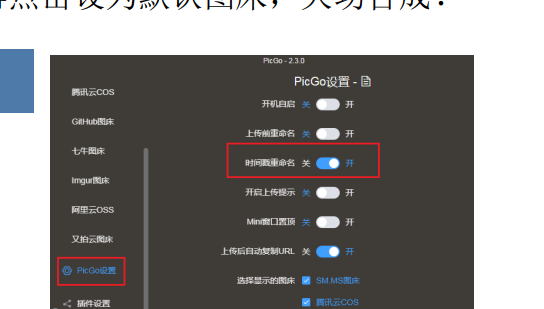 点击设为默认图床，大功告成！
PicGo - 2.3.0
PicGo设置 -
腾讯云COS
GitHub图床
七牛图床
Imgur图床
阿里云OSS
又拍云图床
PicGo设置
插件设置
开机自启 关 开
上传前重命名 关 开
时间戳重命名 关 开
开启上传提示 关 开
Mini窗口置顶 关 开
上传后自动复制URL 关 开
选择显示的图床 SM.MS图床
腾讯云COS